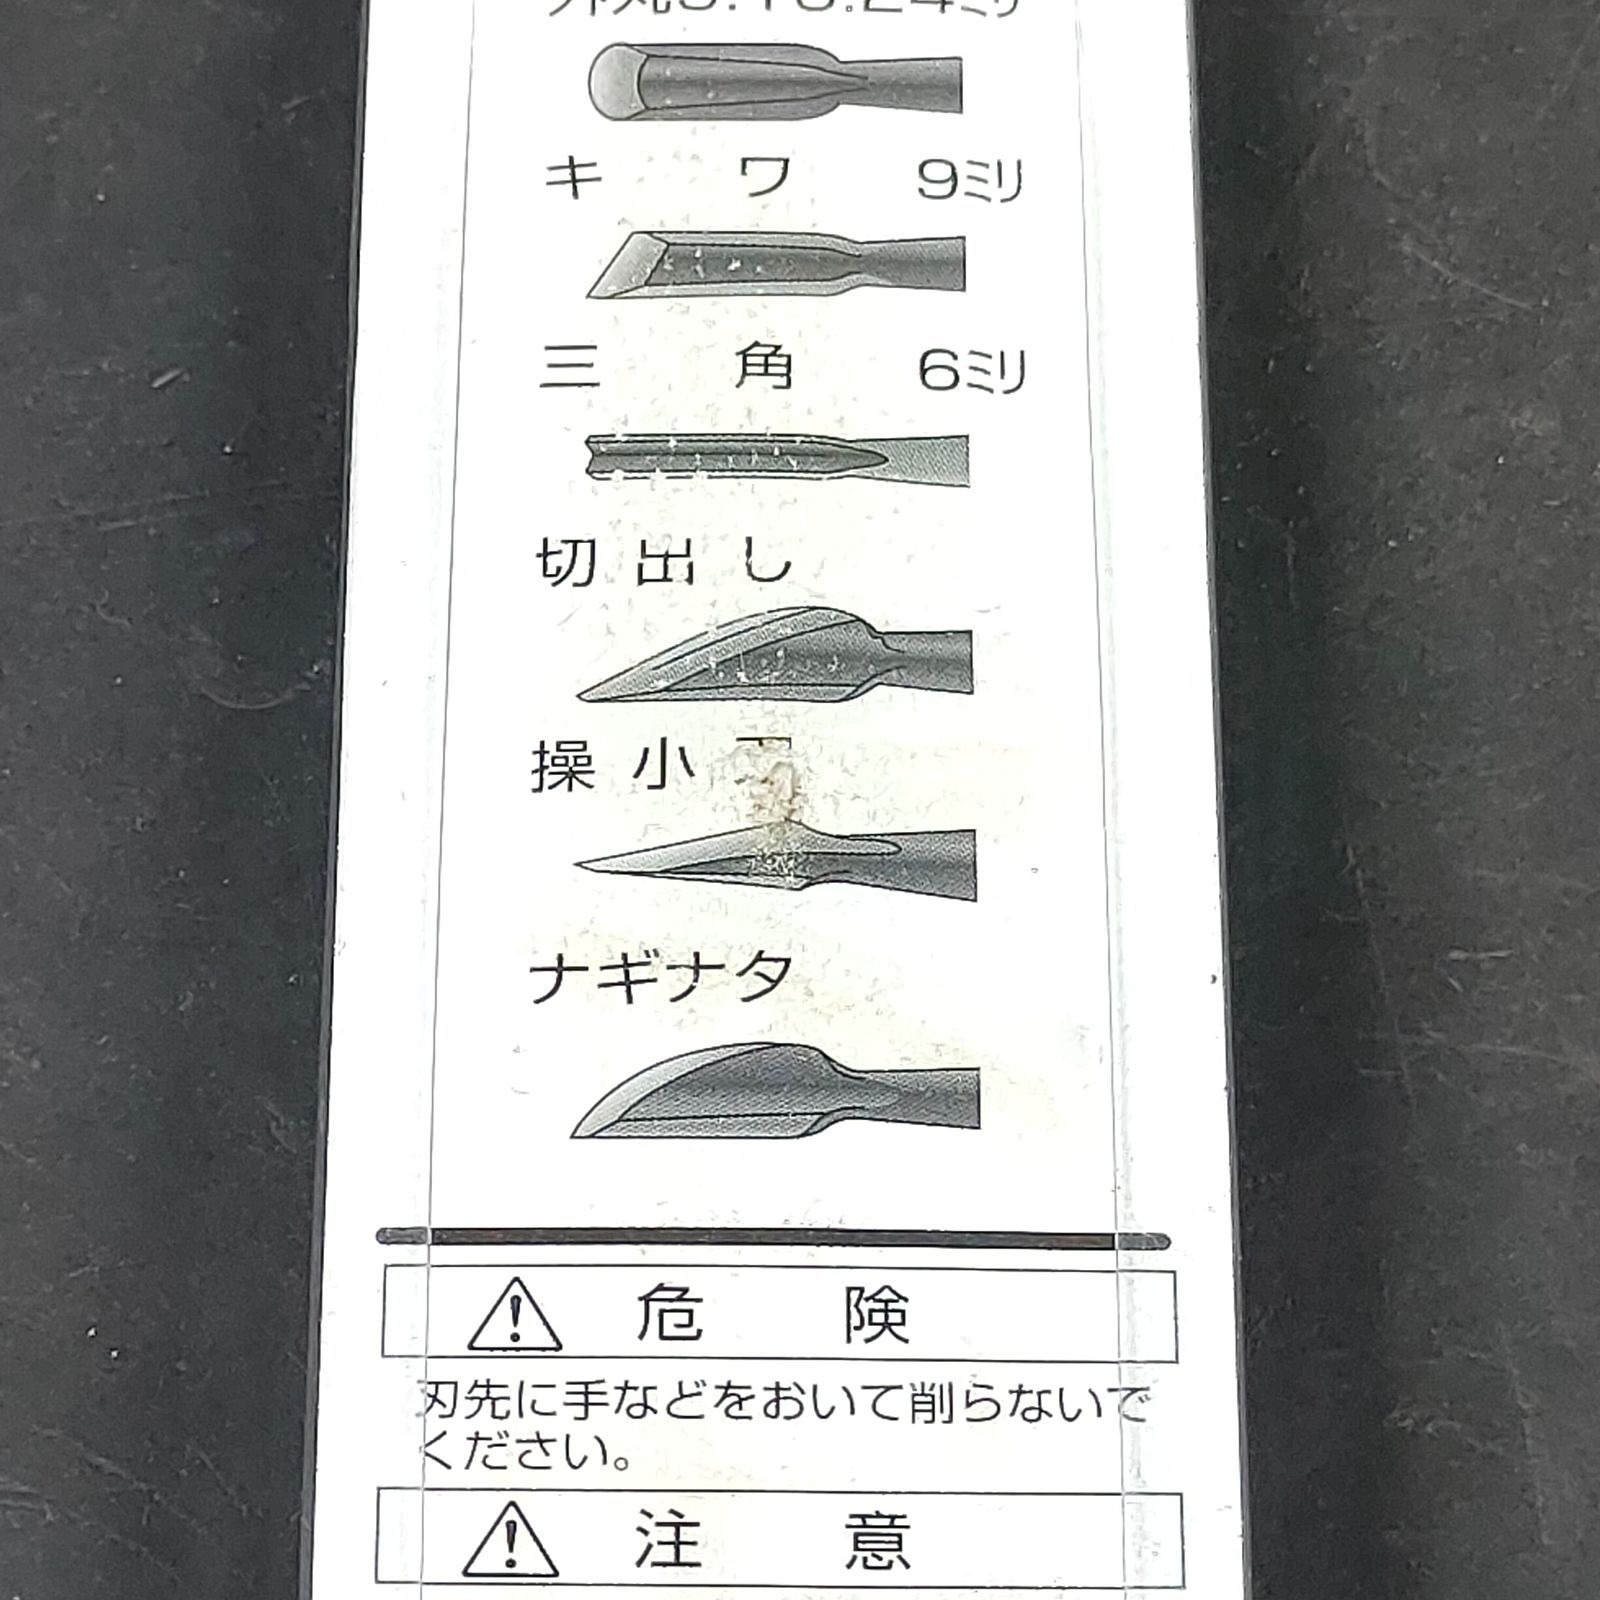 キワ 9ミリ
三角 6ミリ
切出し
操小
ナギナタ
危険
刃先に手などをおいて削らないで
ください。
注意